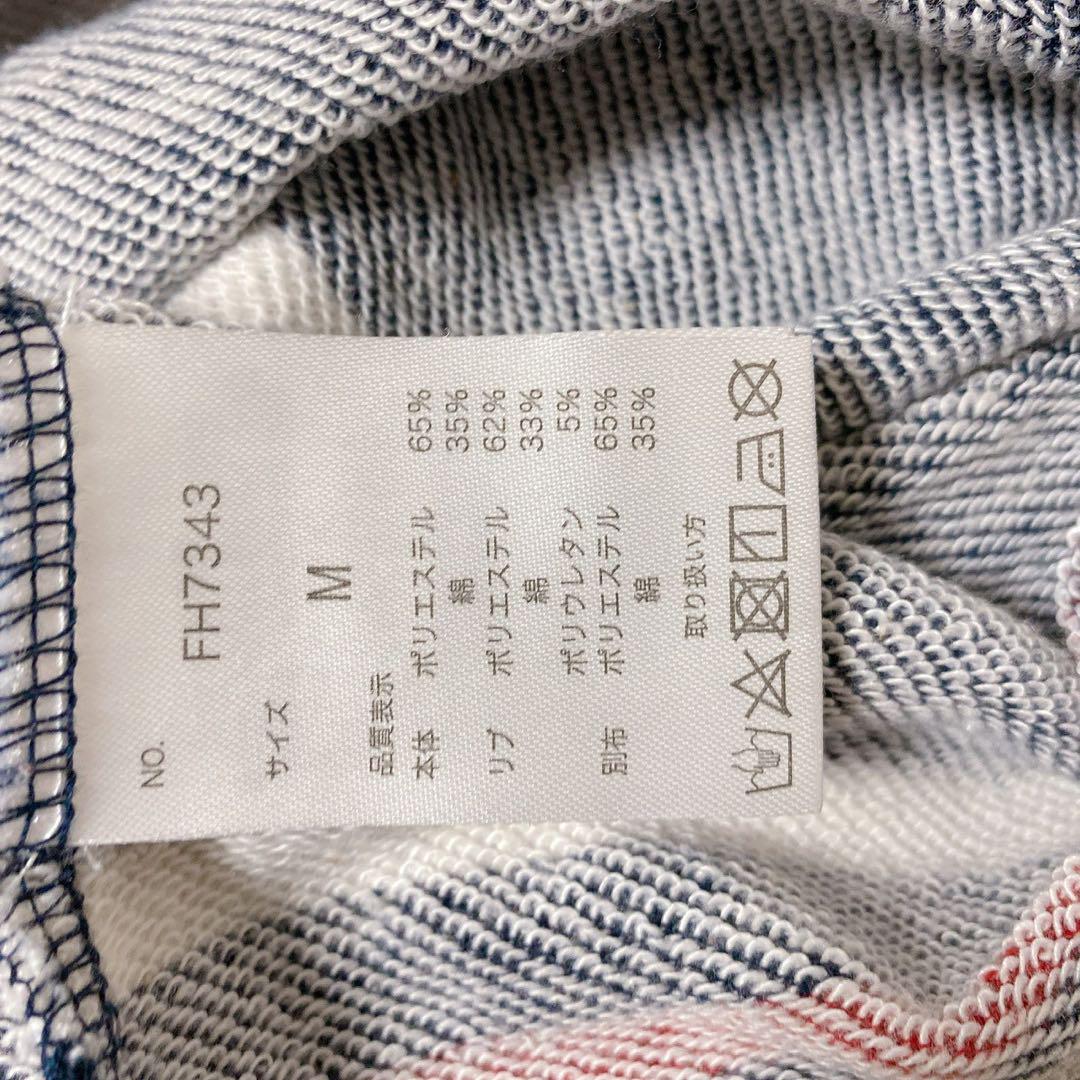 NO.
FH7343
サイズ
M
品質表示
本体 ポリエステル 65%
綿 35%
リブ ポリエステル 62%
綿 33%
ポリウレタン 5%
別布 ポリエステル 65%
綿 35%
取り扱い方